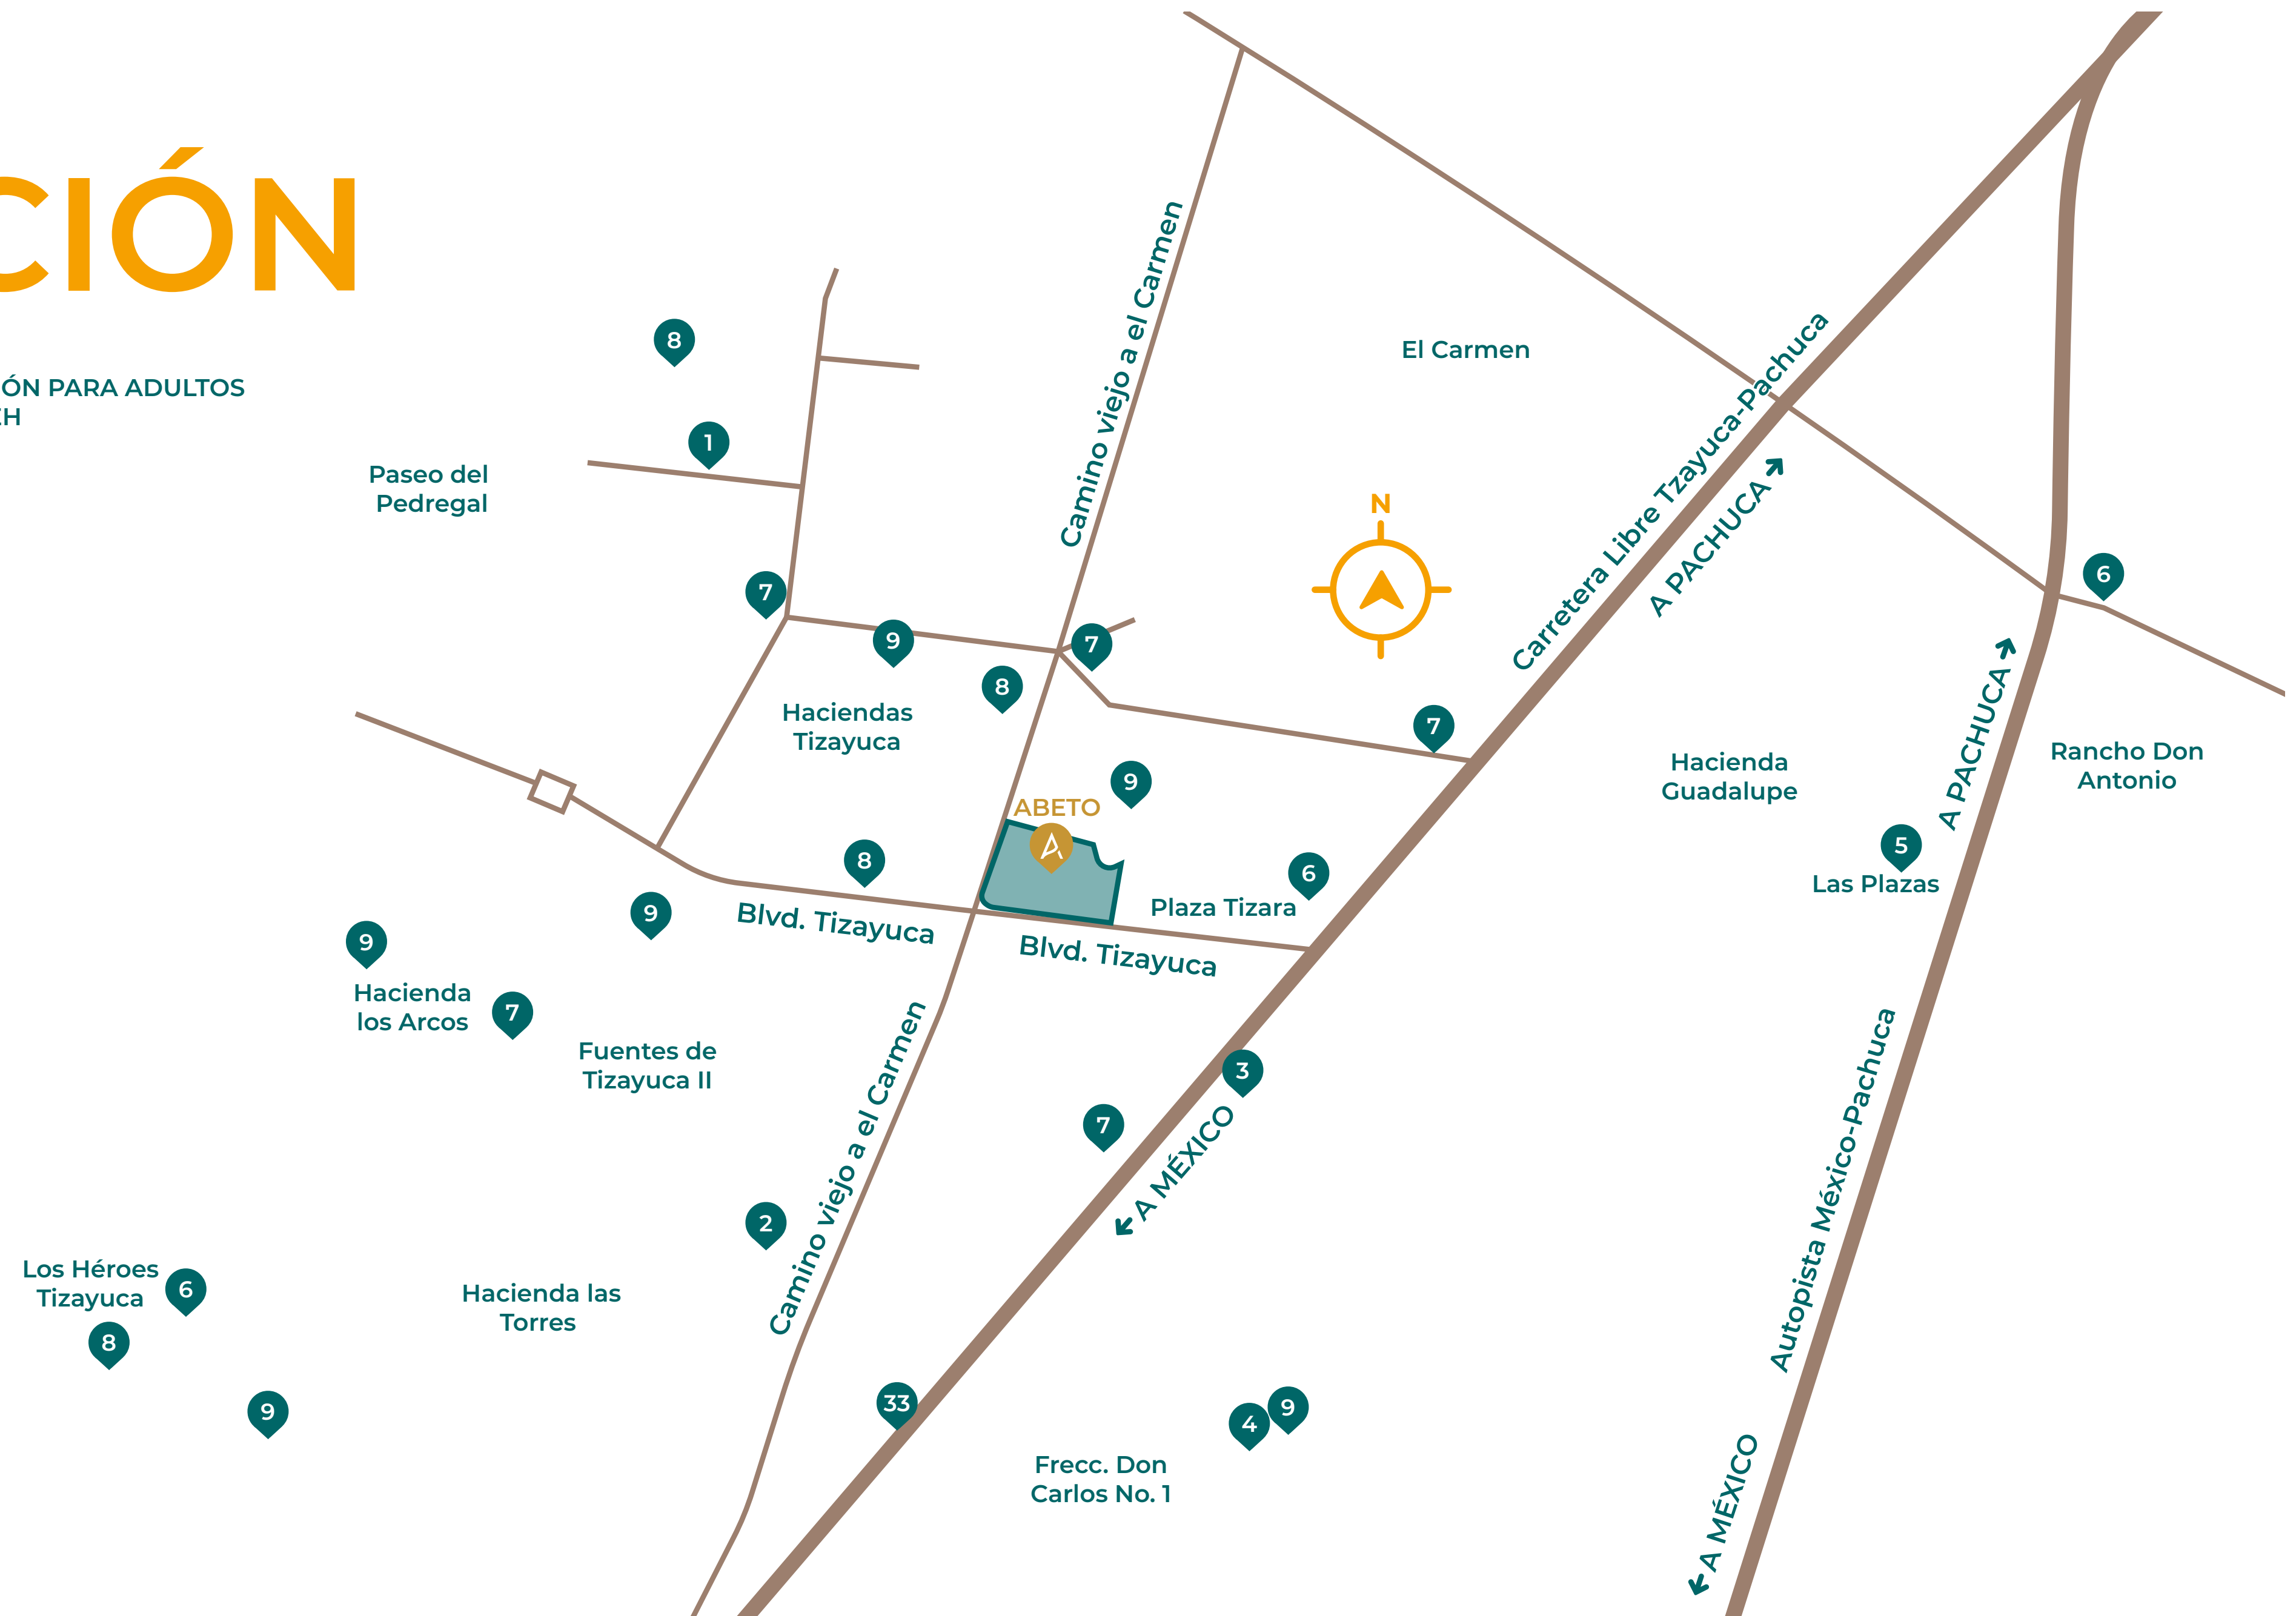 CIÓN
ÓN PARA ADULTOS
EH
8
1
Paseo del
Pedregal
Camino viejo a el Carmen
El Carmen
N
Carretera Libre Tzayuca-Pachuca
A PACHUCA
7
9
7
8
6
Haciendas
Tizayuca
7
A PACHUCA
Hacienda
Guadalupe
Rancho Don
Antonio
9
ABETO
8
6
5
Las Plazas
Plaza Tizara
9
9
Blvd. Tizayuca
Blvd. Tizayuca
Hacienda
los Arcos
7
Fuentes de
Tizayuca II
Camino viejo a el Carmen
3
7
A MÉXICO
Autopista México-Pachuca
2
Los Héroes
Tizayuca
6
8
Hacienda las
Torres
9
33
4
9
Frecc. Don
Carlos No. 1
A MÉXICO